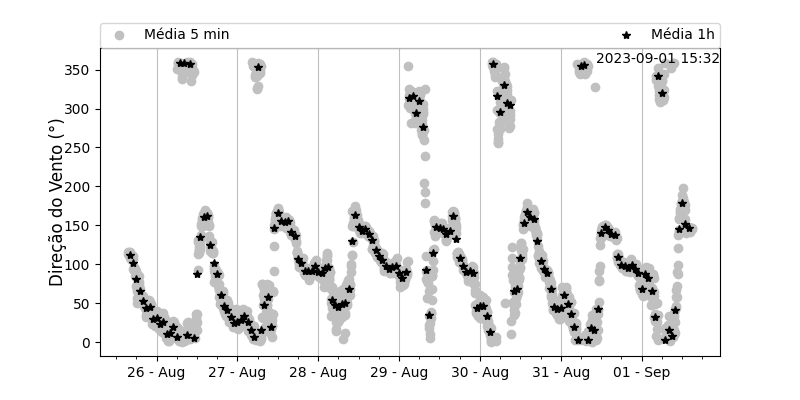 Média 5 min
Média 1h
2023-09-01 15:32
Direção do Vento (°)
350
300
250
200
150
100
50
0
26 - Aug
27 - Aug
28 - Aug
29 - Aug
30 - Aug
31 - Aug
01 - Sep